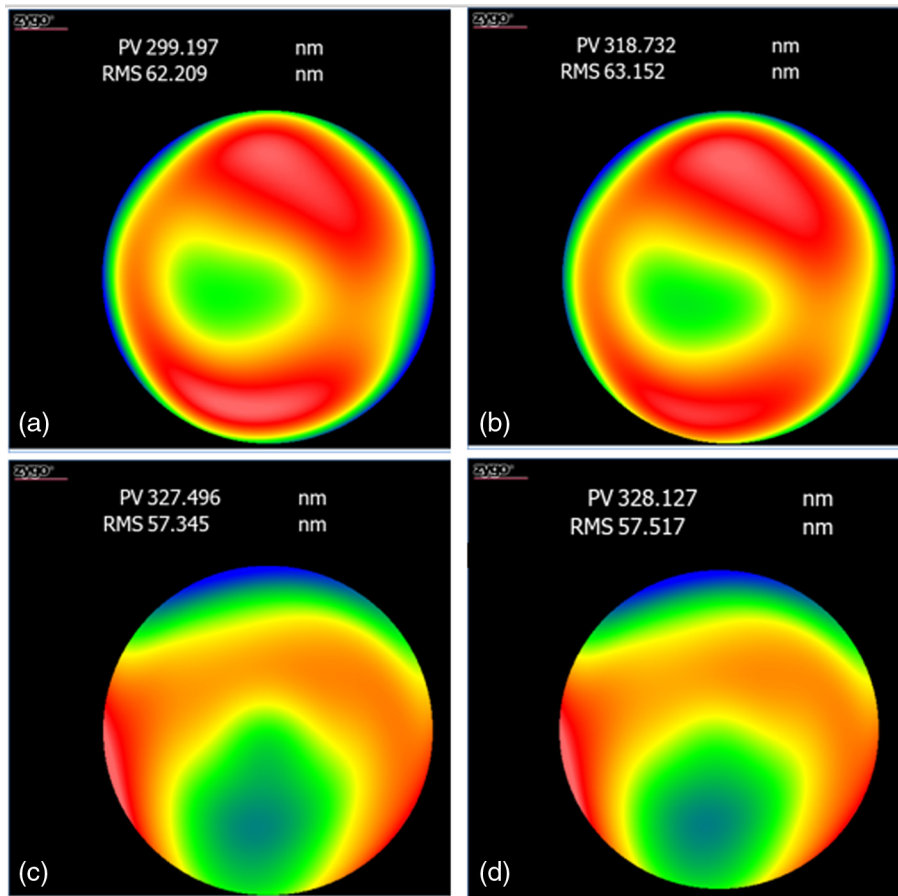 zygo
PV 299.197 nm
RMS 62.209 nm
(a)
zygo
PV 318.732 nm
RMS 63.152 nm
(b)
zygo
PV 327.496 nm
RMS 57.345 nm
(c)
zygo
PV 328.127 nm
RMS 57.517 nm
(d)